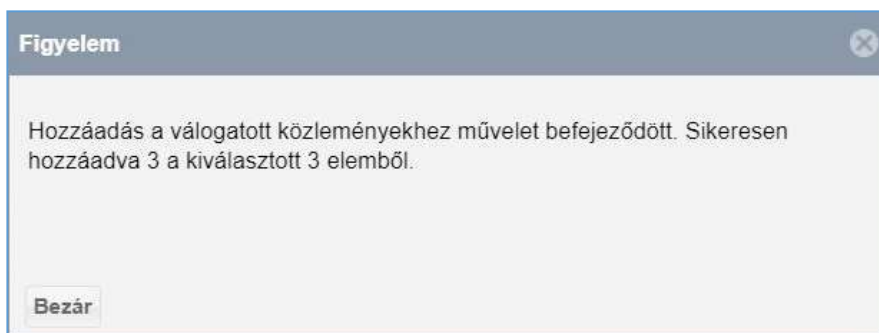 Figyelem
Hozzáadás a válogatott közleményekhez művelet befejeződött. Sikeresen
hozzáadva 3 a kiválasztott 3 elemből.
Bezár